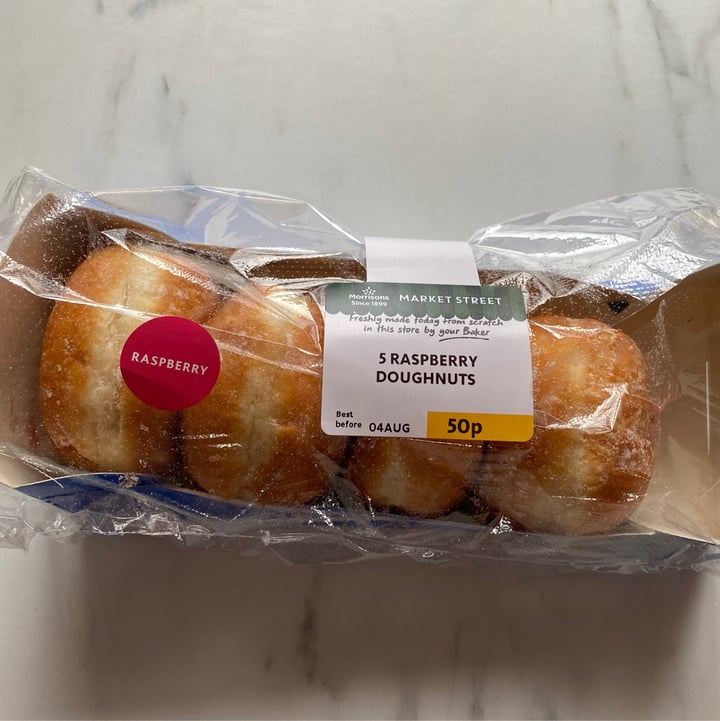 RASPBERRY
Morrisons
Since 1899
MARKET STREET
Freshly made today from scratch
in this store by your Baker
5 RASPBERRY
DOUGHNUTS
Best
before 04AUG
50p